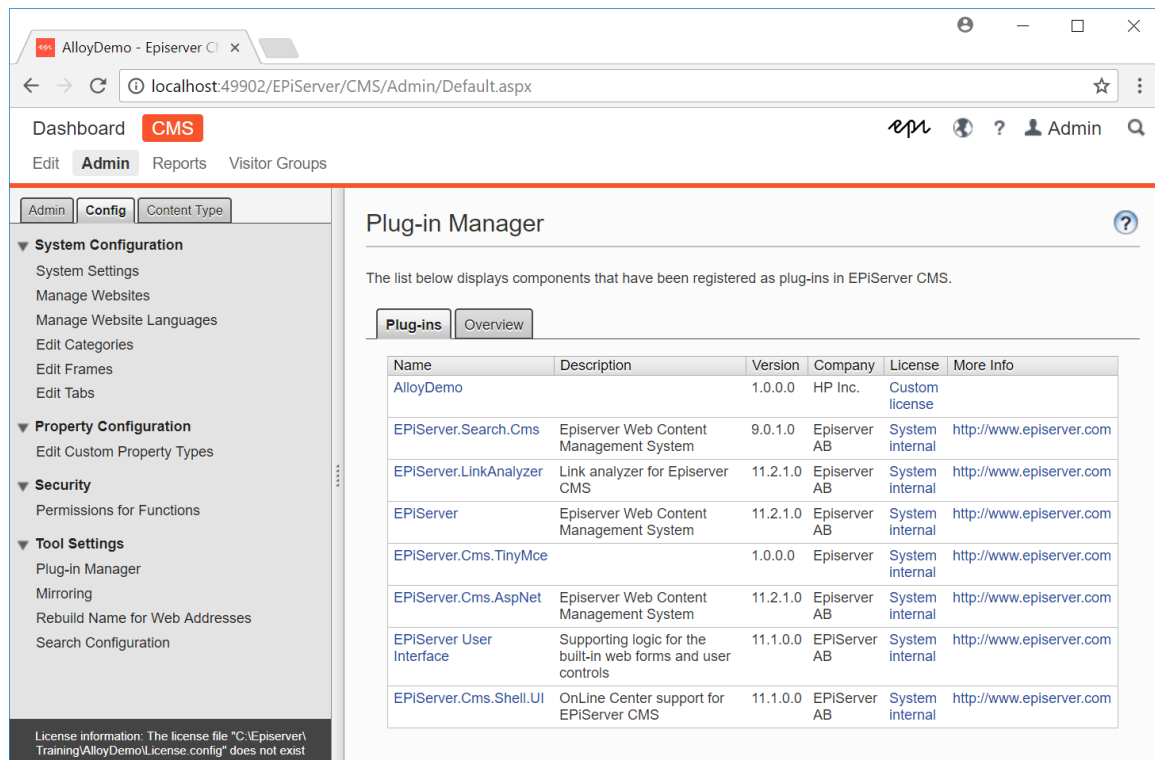 AlloyDemo - Episerver C
localhost:49902/EPiServer/CMS/Admin/Default.aspx
Dashboard CMS epi ? Admin
Edit Admin Reports Visitor Groups
Admin Config Content Type
System Configuration
System Settings
Manage Websites
Manage Website Languages
Edit Categories
Edit Frames
Edit Tabs
Property Configuration
Edit Custom Property Types
Security
Permissions for Functions
Tool Settings
Plug-in Manager
Mirroring
Rebuild Name for Web Addresses
Search Configuration
License information: The license file "C:\Episerver\
Training\AlloyDemo\License.config" does not exist
Plug-in Manager ?
The list below displays components that have been registered as plug-ins in EPiServer CMS.
Plug-ins Overview
Name Description Version Company License More Info
AlloyDemo 1.0.0.0 HP Inc. Custom
license
EPiServer.Search.Cms Episerver Web Content 9.0.1.0 Episerver System http://www.episerver.com
Management System AB internal
EPiServer.LinkAnalyzer Link analyzer for Episerver 11.2.1.0 Episerver System http://www.episerver.com
CMS AB internal
EPiServer Episerver Web Content 11.2.1.0 Episerver System http://www.episerver.com
Management System AB internal
EPiServer.Cms.TinyMce 1.0.0.0 Episerver System http://www.episerver.com
internal
EPiServer.Cms.AspNet Episerver Web Content 11.2.1.0 Episerver System http://www.episerver.com
Management System AB internal
EPiServer User Supporting logic for the 11.1.0.0 EPiServer System http://www.episerver.com
Interface built-in web forms and user AB internal
controls
EPiServer.Cms.Shell.UI OnLine Center support for 11.1.0.0 EPiServer System http://www.episerver.com
EPiServer CMS AB internal